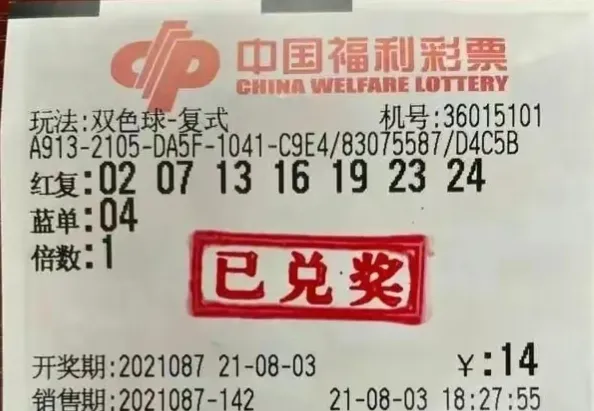 中国福利彩票
CHINA WELFARE LOTTERY
玩法:双色球-复式 机号:36015101
A913-2105-DA5F-1041-C9E4/83075587/D4C5B
红复:02 07 13 16 19 23 24
蓝单:04
倍数:1
已兑奖
开奖期:2021087 21-08-03 ￥:14
销售期:2021087-142 21-08-03 18:27:55